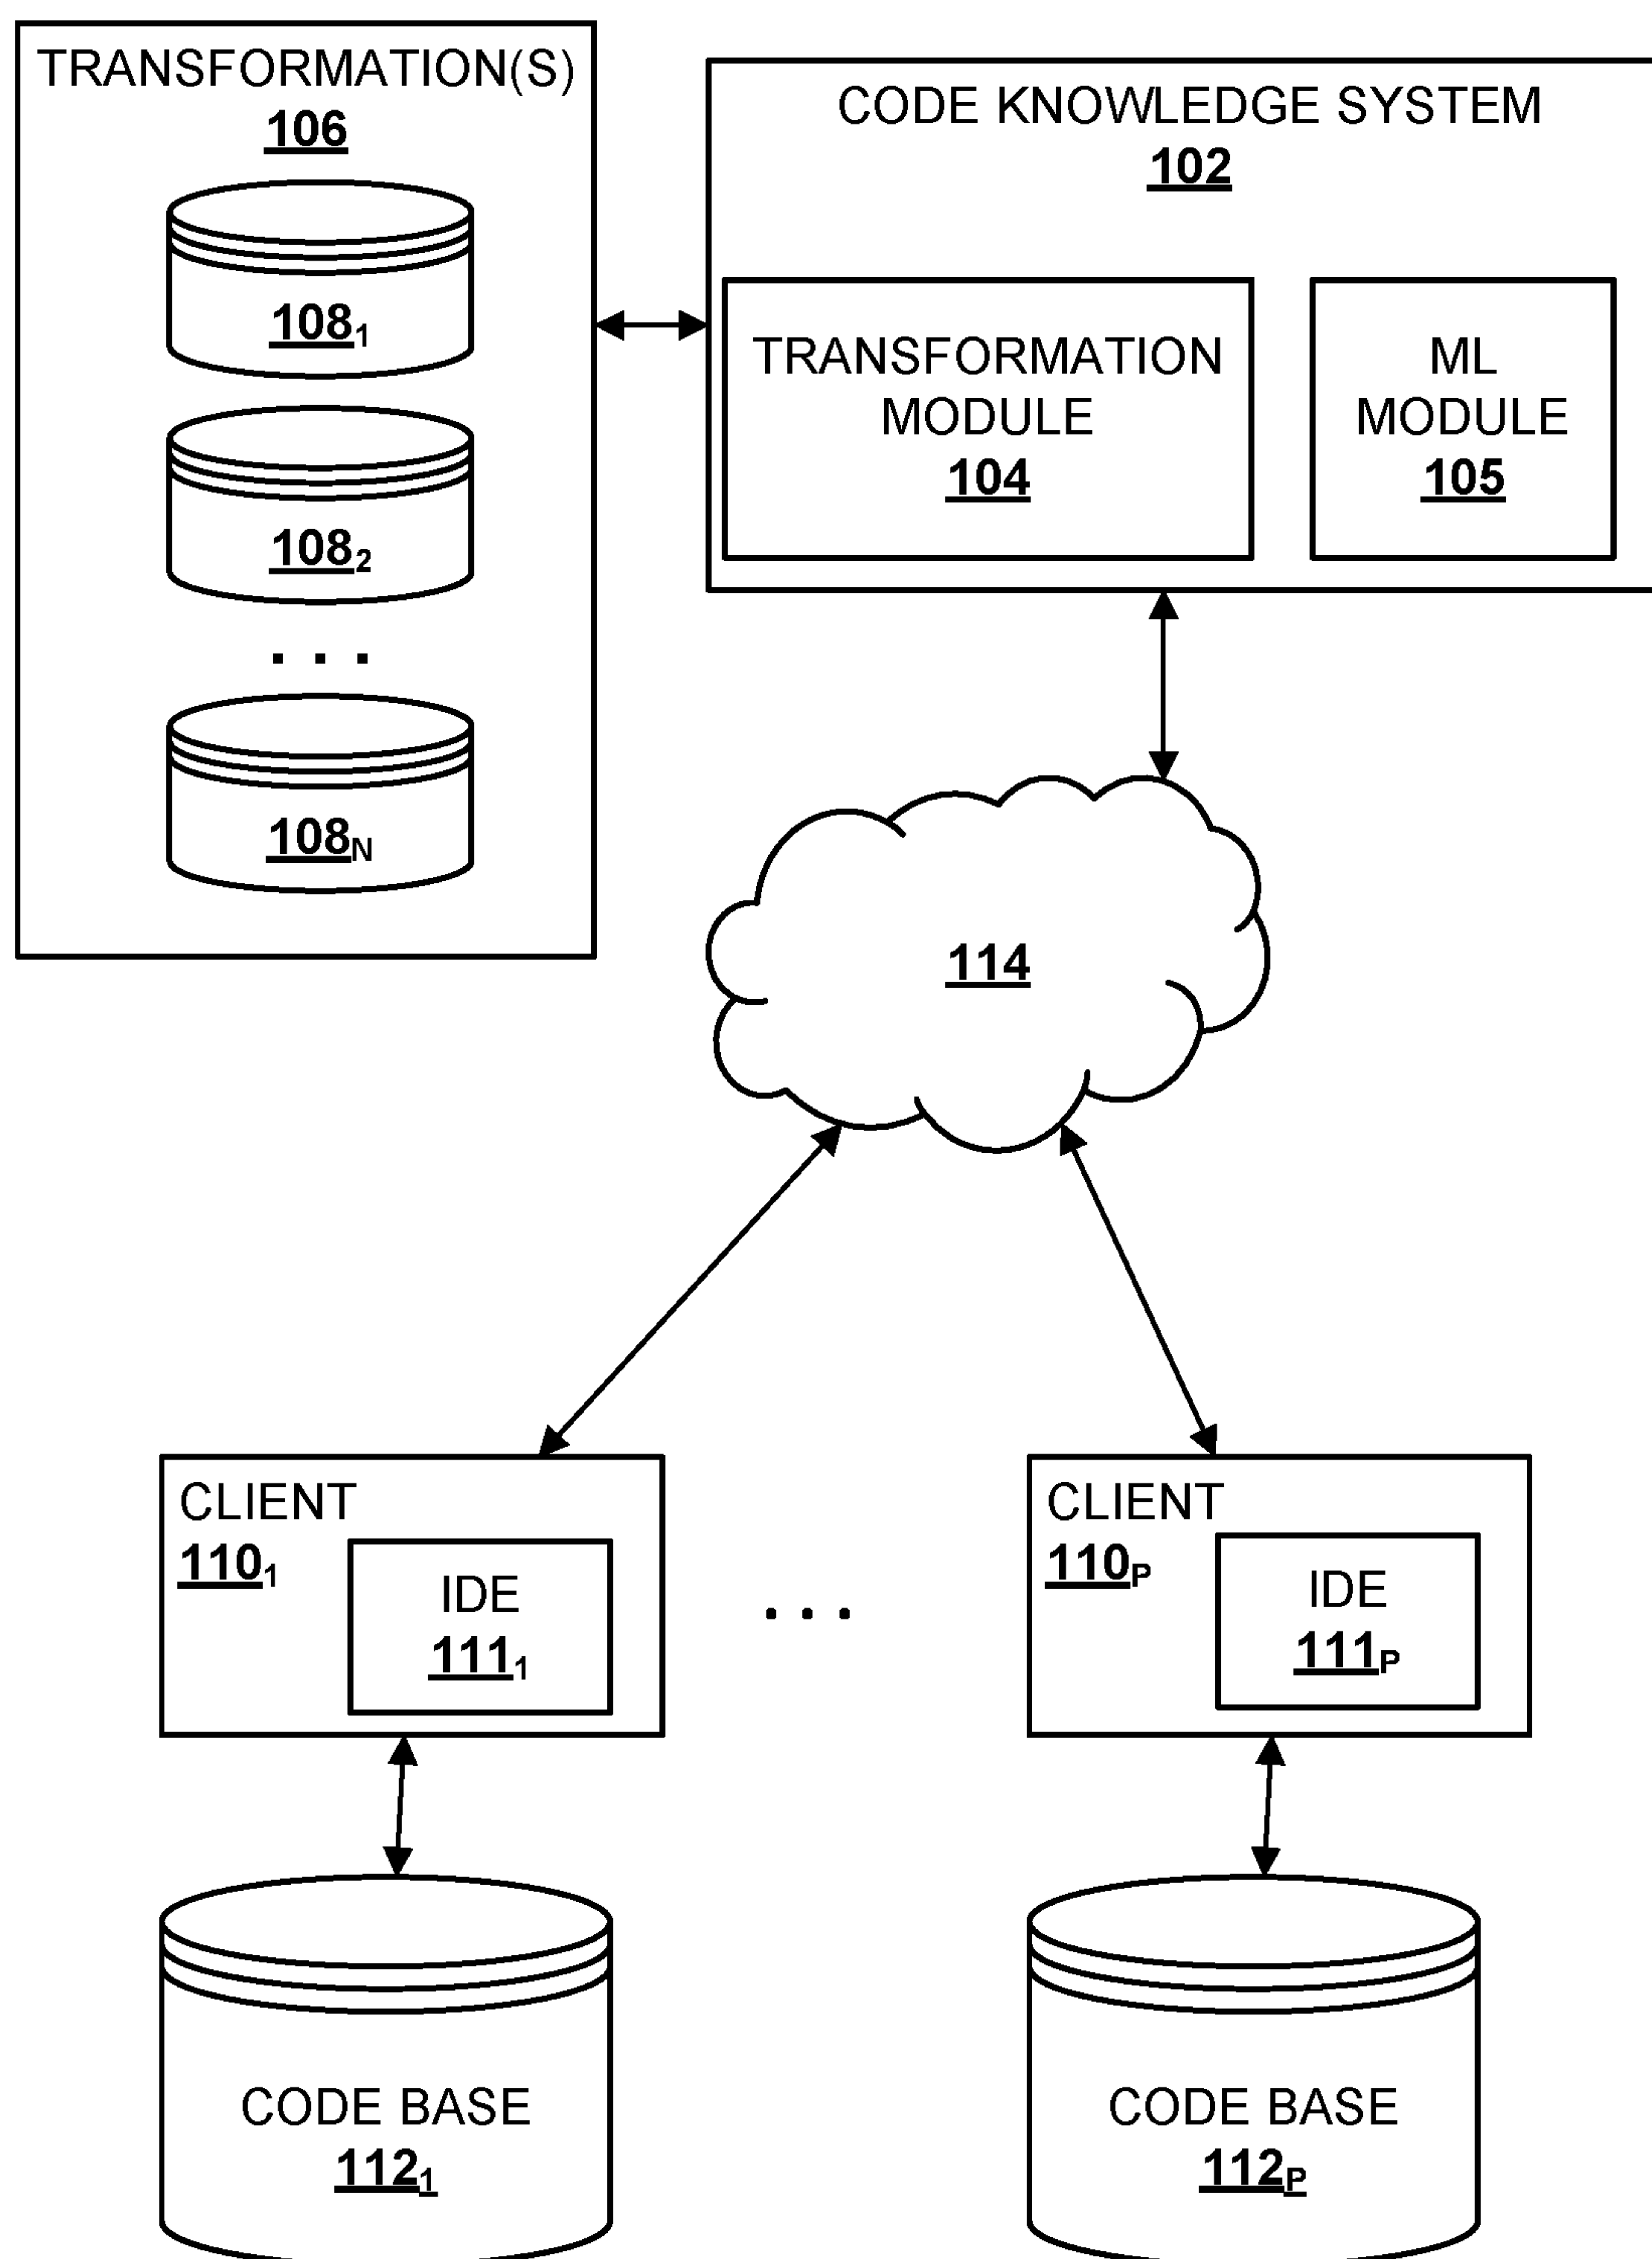 TRANSFORMATION(S)
106
108₁
108₂
. . .
108N
CODE KNOWLEDGE SYSTEM
102
TRANSFORMATION
MODULE
104
ML
MODULE
105
114
CLIENT
110₁
IDE
111₁
. . .
CLIENT
110P
IDE
111P
CODE BASE
112₁
CODE BASE
112P